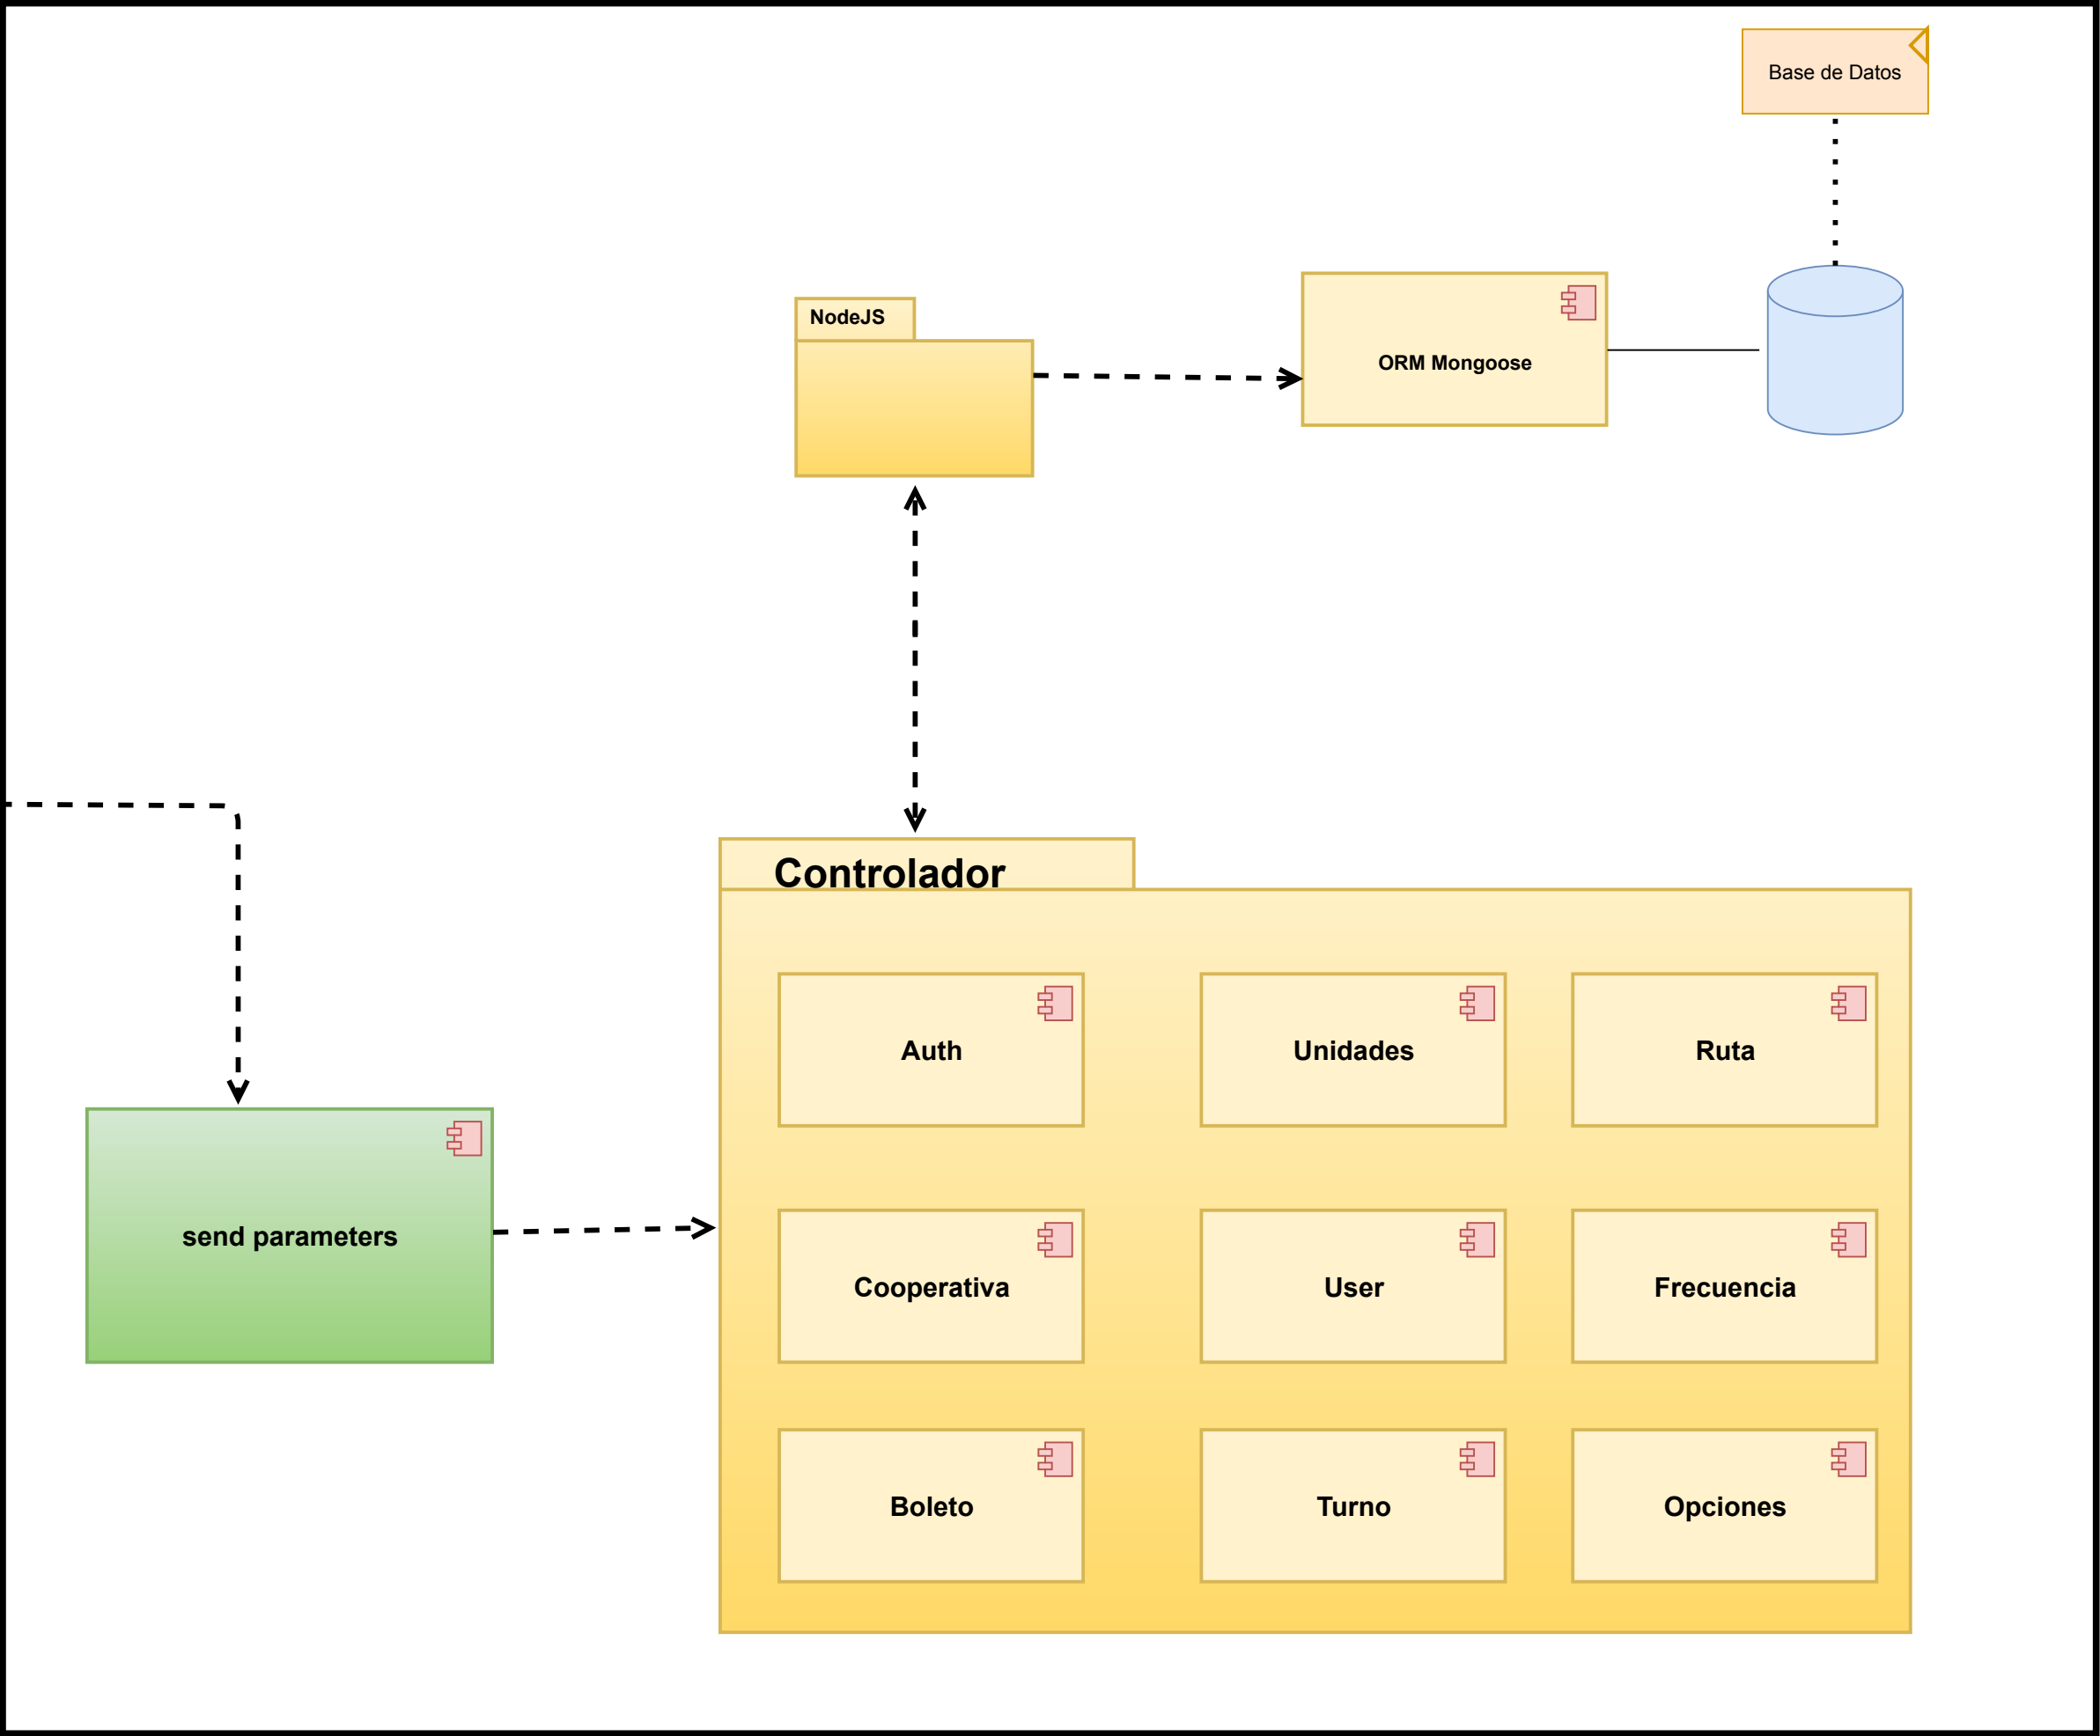 Base de Datos
NodeJS
ORM Mongoose
Controlador
Auth
Unidades
Ruta
send parameters
Cooperativa
User
Frecuencia
Boleto
Turno
Opciones